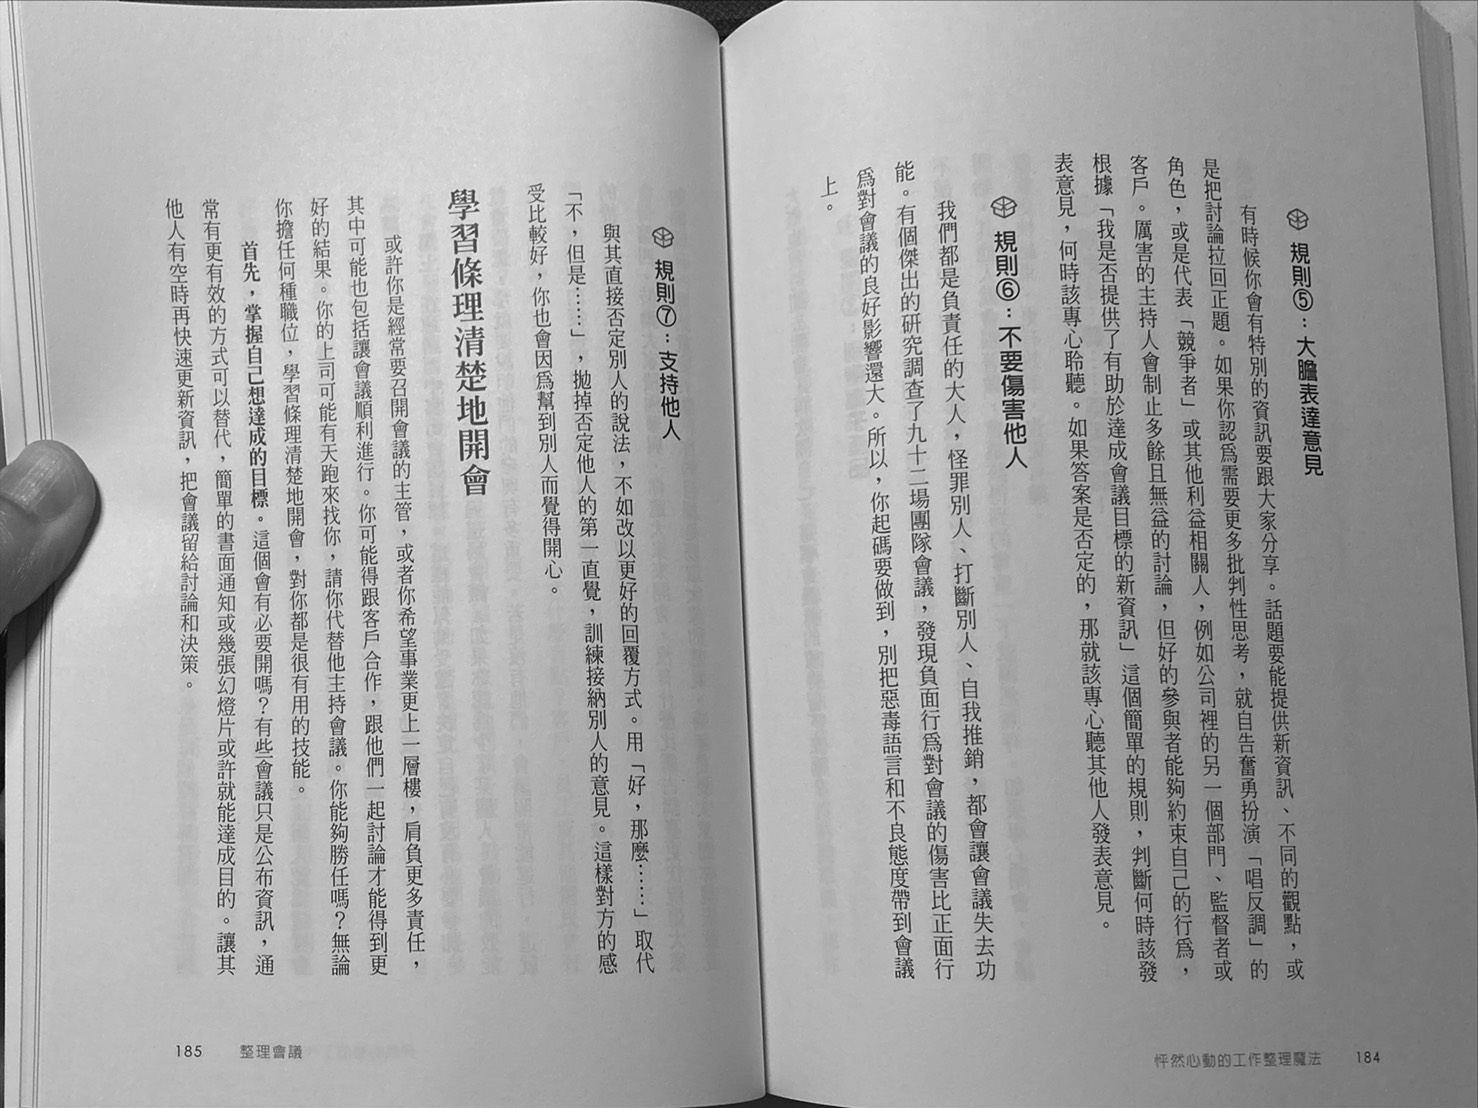 規則⑤:大膽表達意見
有時候你會有特別的資訊要跟大家分享。話題要能提供新資訊、不同的觀點,或
是把討論拉回正題。如果你認為需要更多批判性思考,就自告奮勇扮演「唱反調」的
角色,或是代表「競爭者」或其他利益相關人,例如公司裡的另一個部門、監督者或
客戶。厲害的主持人會制止多餘且無益的討論,但好的參與者能夠約束自己的行為,
根據「我是否提供了有助於達成會議目標的新資訊」這個簡單的規則,判斷何時該發
表意見,何時該專心聆聽。如果答案是否定的,那就該專心聽其他人發表意見。
規則⑥:不要傷害他人
我們都是負責任的大人,怪罪別人、打斷別人、自我推銷,都會讓會議失去功
能。有個傑出的研究調查了九十二場團隊會議,發現負面行為對會議的傷害比正面行
為對會議的良好影響還大。所以,你起碼要做到,別把惡毒語言和不良態度帶到會議
上。
怦然心動的工作整理魔法 184
規則⑦:支持他人
與其直接否定別人的說法,不如改以更好的回覆方式。用「好,那麼……」取代
「不,但是……」,拋掉否定他人的第一直覺,訓練接納別人的意見。這樣對方的感
受比較好,你也會因為幫到別人而覺得開心。
學習條理清楚地開會
或許你是經常要召開會議的主管,或者你希望事業更上一層樓,肩負更多責任,
其中可能也包括讓會議順利進行。你可能得跟客戶合作,跟他們一起討論才能得到更
好的結果。你的上司可能有天跑來找你,請你代替他主持會議。你能夠勝任嗎?無論
你擔任何種職位,學習條理清楚地開會,對你都是很有用的技能。
首先,掌握自己想達成的目標。這個會有必要開嗎?有些會議只是公布資訊,通
常有更有效的方式可以替代,簡單的書面通知或幾張幻燈片或許就能達成目的。讓其
他人有空時再快速更新資訊,把會議留給討論和決策。
185 整理會議